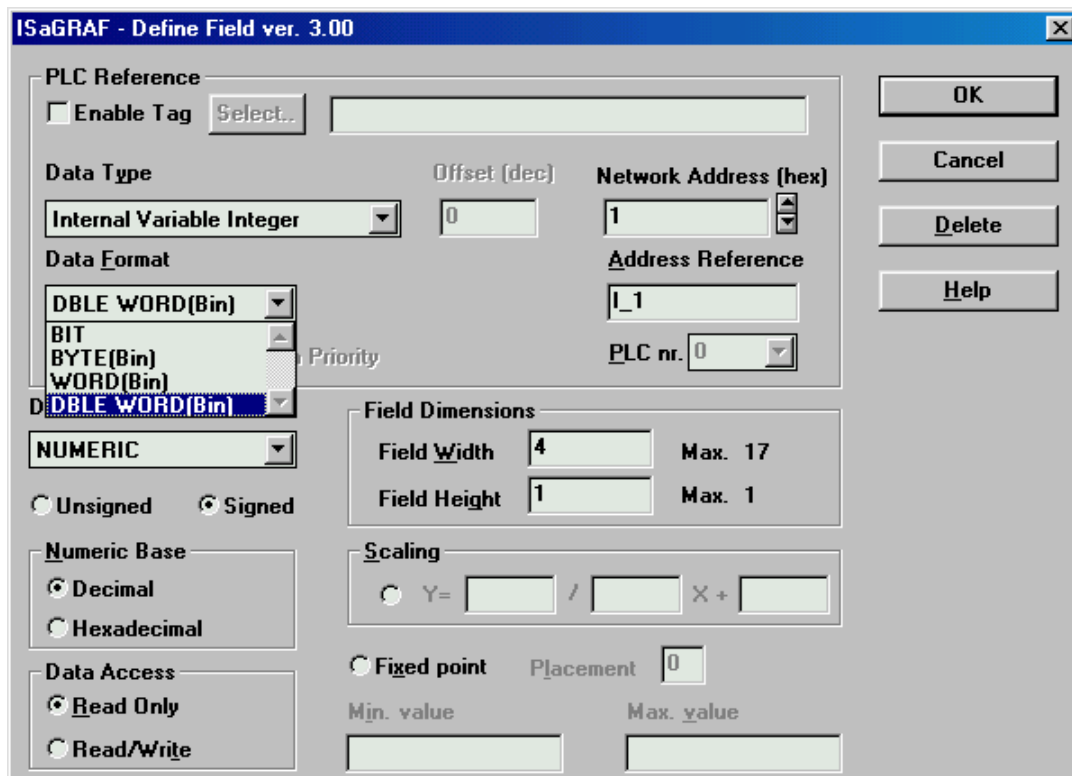 ISaGRAF - Define Field ver. 3.00
PLC Reference
Enable Tag Select..
OK
Cancel
Delete
Help
Data Type Offset (dec) Network Address (hex)
Internal Variable Integer 0 1
Data Format Address Reference
DBLE WORD(Bin) I_1
BIT
BYTE(Bin) Priority PLC nr. 0
WORD(Bin)
DBLE WORD(Bin)
D
NUMERIC
Unsigned Signed
Field Dimensions
Field Width 4 Max. 17
Field Height 1 Max. 1
Numeric Base
Decimal
Hexadecimal
Scaling
Y= / X +
Data Access
Read Only
Read/Write
Fixed point Placement 0
Min. value Max. value